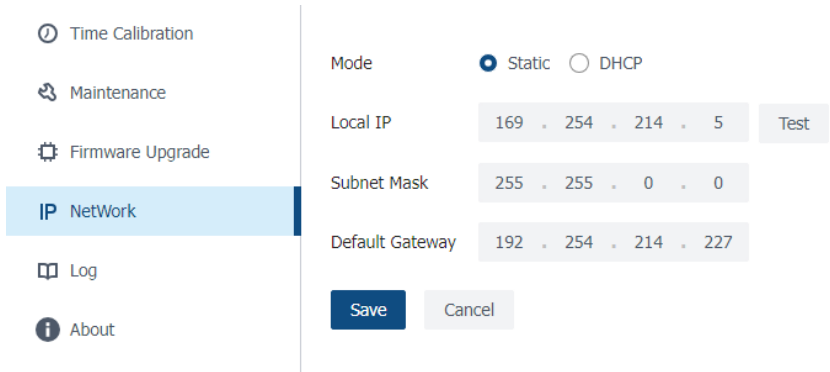 Time Calibration
Maintenance
Firmware Upgrade
IP NetWork
Log
About
Mode Static DHCP
Local IP 169 . 254 . 214 . 5 Test
Subnet Mask 255 . 255 . 0 . 0
Default Gateway 192 . 254 . 214 . 227
Save Cancel